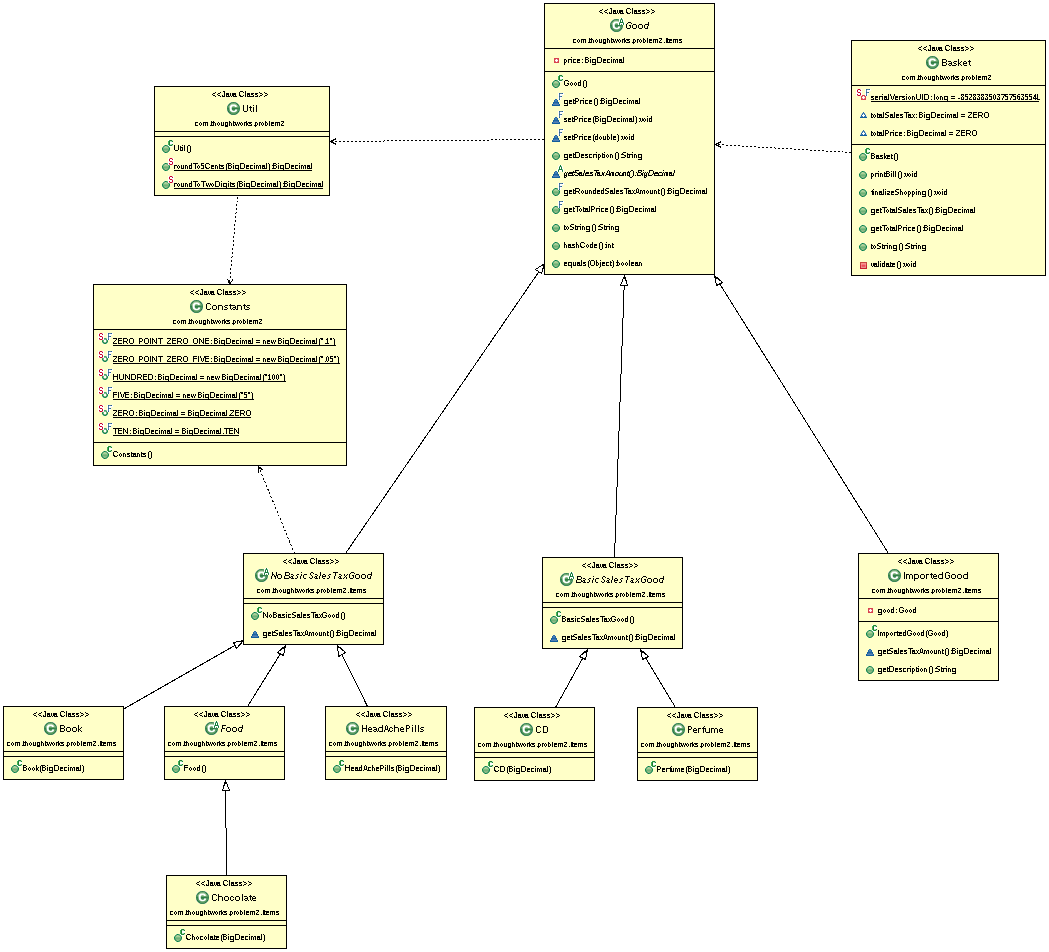 <<Java Class>>
Good
com.thoughtworks.problem2.items
price: BigDecimal
Good()
getPrice():BigDecimal
setPrice(BigDecimal):void
setPrice(double):void
getDescription():String
getSalesTaxAmount():BigDecimal
getRoundedSalesTaxAmount():BigDecimal
getTotalPrice():BigDecimal
toString():String
hashCode():int
equals(Object):boolean
<<Java Class>>
Basket
com.thoughtworks.problem2
totalSalesTax: BigDecimal = ZERO
totalPrice: BigDecimal = ZERO
Basket()
printBill():void
finalizeShopping():void
getTotalSalesTax():BigDecimal
getTotalPrice():BigDecimal
toString():String
validate():void
<<Java Class>>
Util
com.thoughtworks.problem2
Util()
roundTo5Cents(BigDecimal):BigDecimal
roundToTwoDigits(BigDecimal):BigDecimal
<<Java Class>>
Constants
com.thoughtworks.problem2
ZERO_POINT_ZERO_ONE: BigDecimal = new BigDecimal(".1")
ZERO_POINT_ZERO_FIVE: BigDecimal = new BigDecimal(".05")
HUNDRED: BigDecimal = new BigDecimal("100")
FIVE: BigDecimal = new BigDecimal("5")
ZERO: BigDecimal = BigDecimal.ZERO
TEN: BigDecimal = BigDecimal.TEN
Constants()
<<Java Class>>
NoBasicSalesTaxGood
com.thoughtworks.problem2.items
NoBasicSalesTaxGood()
getSalesTaxAmount():BigDecimal
<<Java Class>>
BasicSalesTaxGood
com.thoughtworks.problem2.items
BasicSalesTaxGood()
getSalesTaxAmount():BigDecimal
<<Java Class>>
ImportedGood
com.thoughtworks.problem2.items
good: Good
ImportedGood(Good)
getSalesTaxAmount():BigDecimal
getDescription():String
<<Java Class>>
Book
com.thoughtworks.problem2.items
Book(BigDecimal)
<<Java Class>>
Food
com.thoughtworks.problem2.items
Food()
<<Java Class>>
HeadAchePills
com.thoughtworks.problem2.items
HeadAchePills(BigDecimal)
<<Java Class>>
CD
com.thoughtworks.problem2.items
CD(BigDecimal)
<<Java Class>>
Perfume
com.thoughtworks.problem2.items
Perfume(BigDecimal)
<<Java Class>>
Chocolate
com.thoughtworks.problem2.items
Chocolate(BigDecimal)